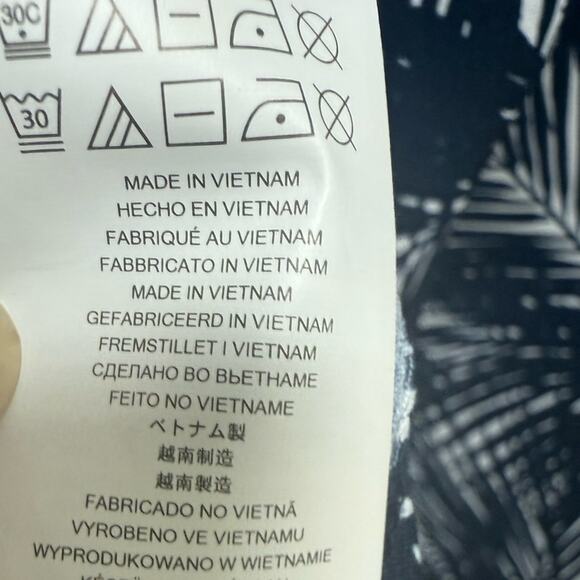 30C
30
MADE IN VIETNAM
HECHO EN VIETNAM
FABRIQUÉ AU VIETNAM
FABBRICATO IN VIETNAM
MADE IN VIETNAM
GEFABRICEERD IN VIETNAM
FREMSTILLET I VIETNAM
СДЕЛАНО ВО ВЬЕТНАМЕ
FEITO NO VIETNAME
ベトナム製
越南制造
越南製造
FABRICADO NO VIETNÃ
VYROBENO VE VIETNAMU
WYPRODUKOWANO W WIETNAMIE